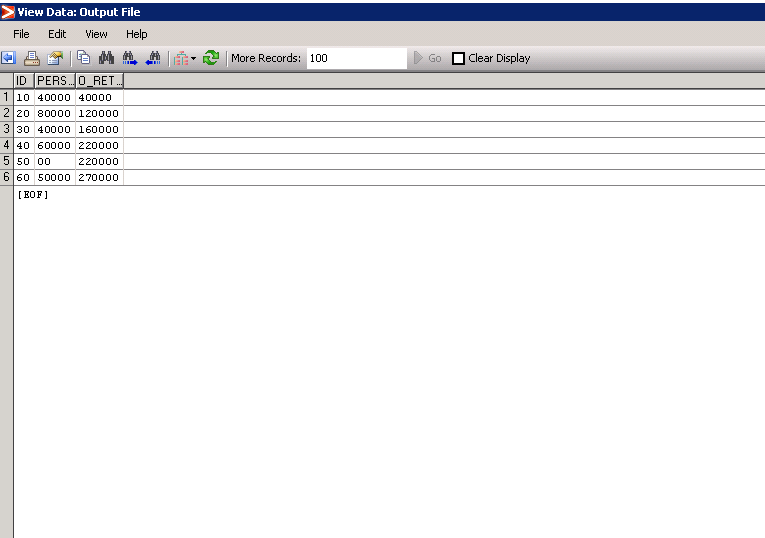 View Data: Output File
File Edit View Help
More Records: 100 Go Clear Display
ID PERS... O_RET...
1 10 40000 40000
2 20 80000 120000
3 30 40000 160000
4 40 60000 220000
5 50 00 220000
6 60 50000 270000
[EOF]